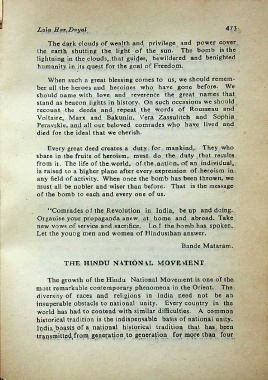 Lala Har Dayal 473
The dark clouds of wealth and privilege and power cover
the earth shutting the light of the sun. The bomb is the
lightning in the clouds, that guides, bewildered and benighted
humanity in its quest for the goal of Freedom.
When such a great blessing comes to us, we should remem-
ber all the heroes and heroines who have gone before. We
should name with love and reverence the great names that
stand as beacon lights in history. On such occasions we should
recount the deeds and repeat the words of Rousseau and
Voltaire, Marx and Bakunin, Vera Zassulitch and Sophia
Peravskie, and all our beloved comrades who have lived and
died for the ideal that we cherish.
Every great deed creates a duty for mankind. They who
share in the fruits of heroism, must do the duty that results
from it. The life of the world, of the nation, of an individual,
is raised to a higher plane after every expression of heroism in
any field of activity. When once the bomb has been thrown, we
must all be nobler and wiser than before. That is the message
of the bomb to each and every one of us.
"Comrades of the Revolution in India, be up and doing.
Organise your propaganda anew at home and abroad. Take
new vows of service and sacrifice. Lo ! the bomb has spoken.
Let the young men and women of Hindusthan answer.
Bande Mataram.
THE HINDU NATIONAL MOVEMENT
The growth of the Hindu National Movement is one of the
most remarkable contemporary phenomena in the Orient. The
diversity of races and religions in India need not be an
insuperable obstacle to national unity. Every country in the
world has had to contend with similar difficulties. A common
historical tradition is the indispensable basis of national unity.
India boasts of a national historical tradition that has been
transmitted from generation to generation for more than four